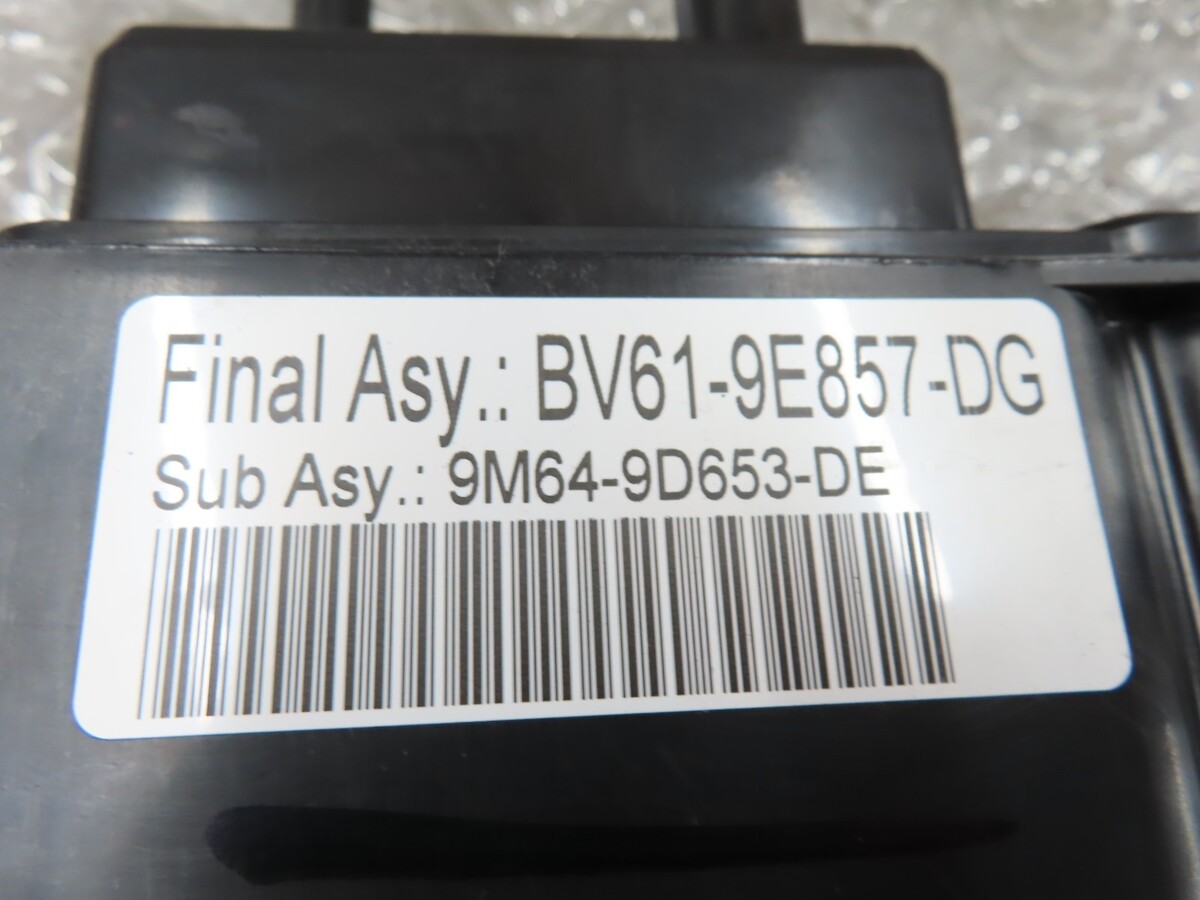 Final Asy.: BV61-9E857-DG
Sub Asy.: 9M64-9D653-DE